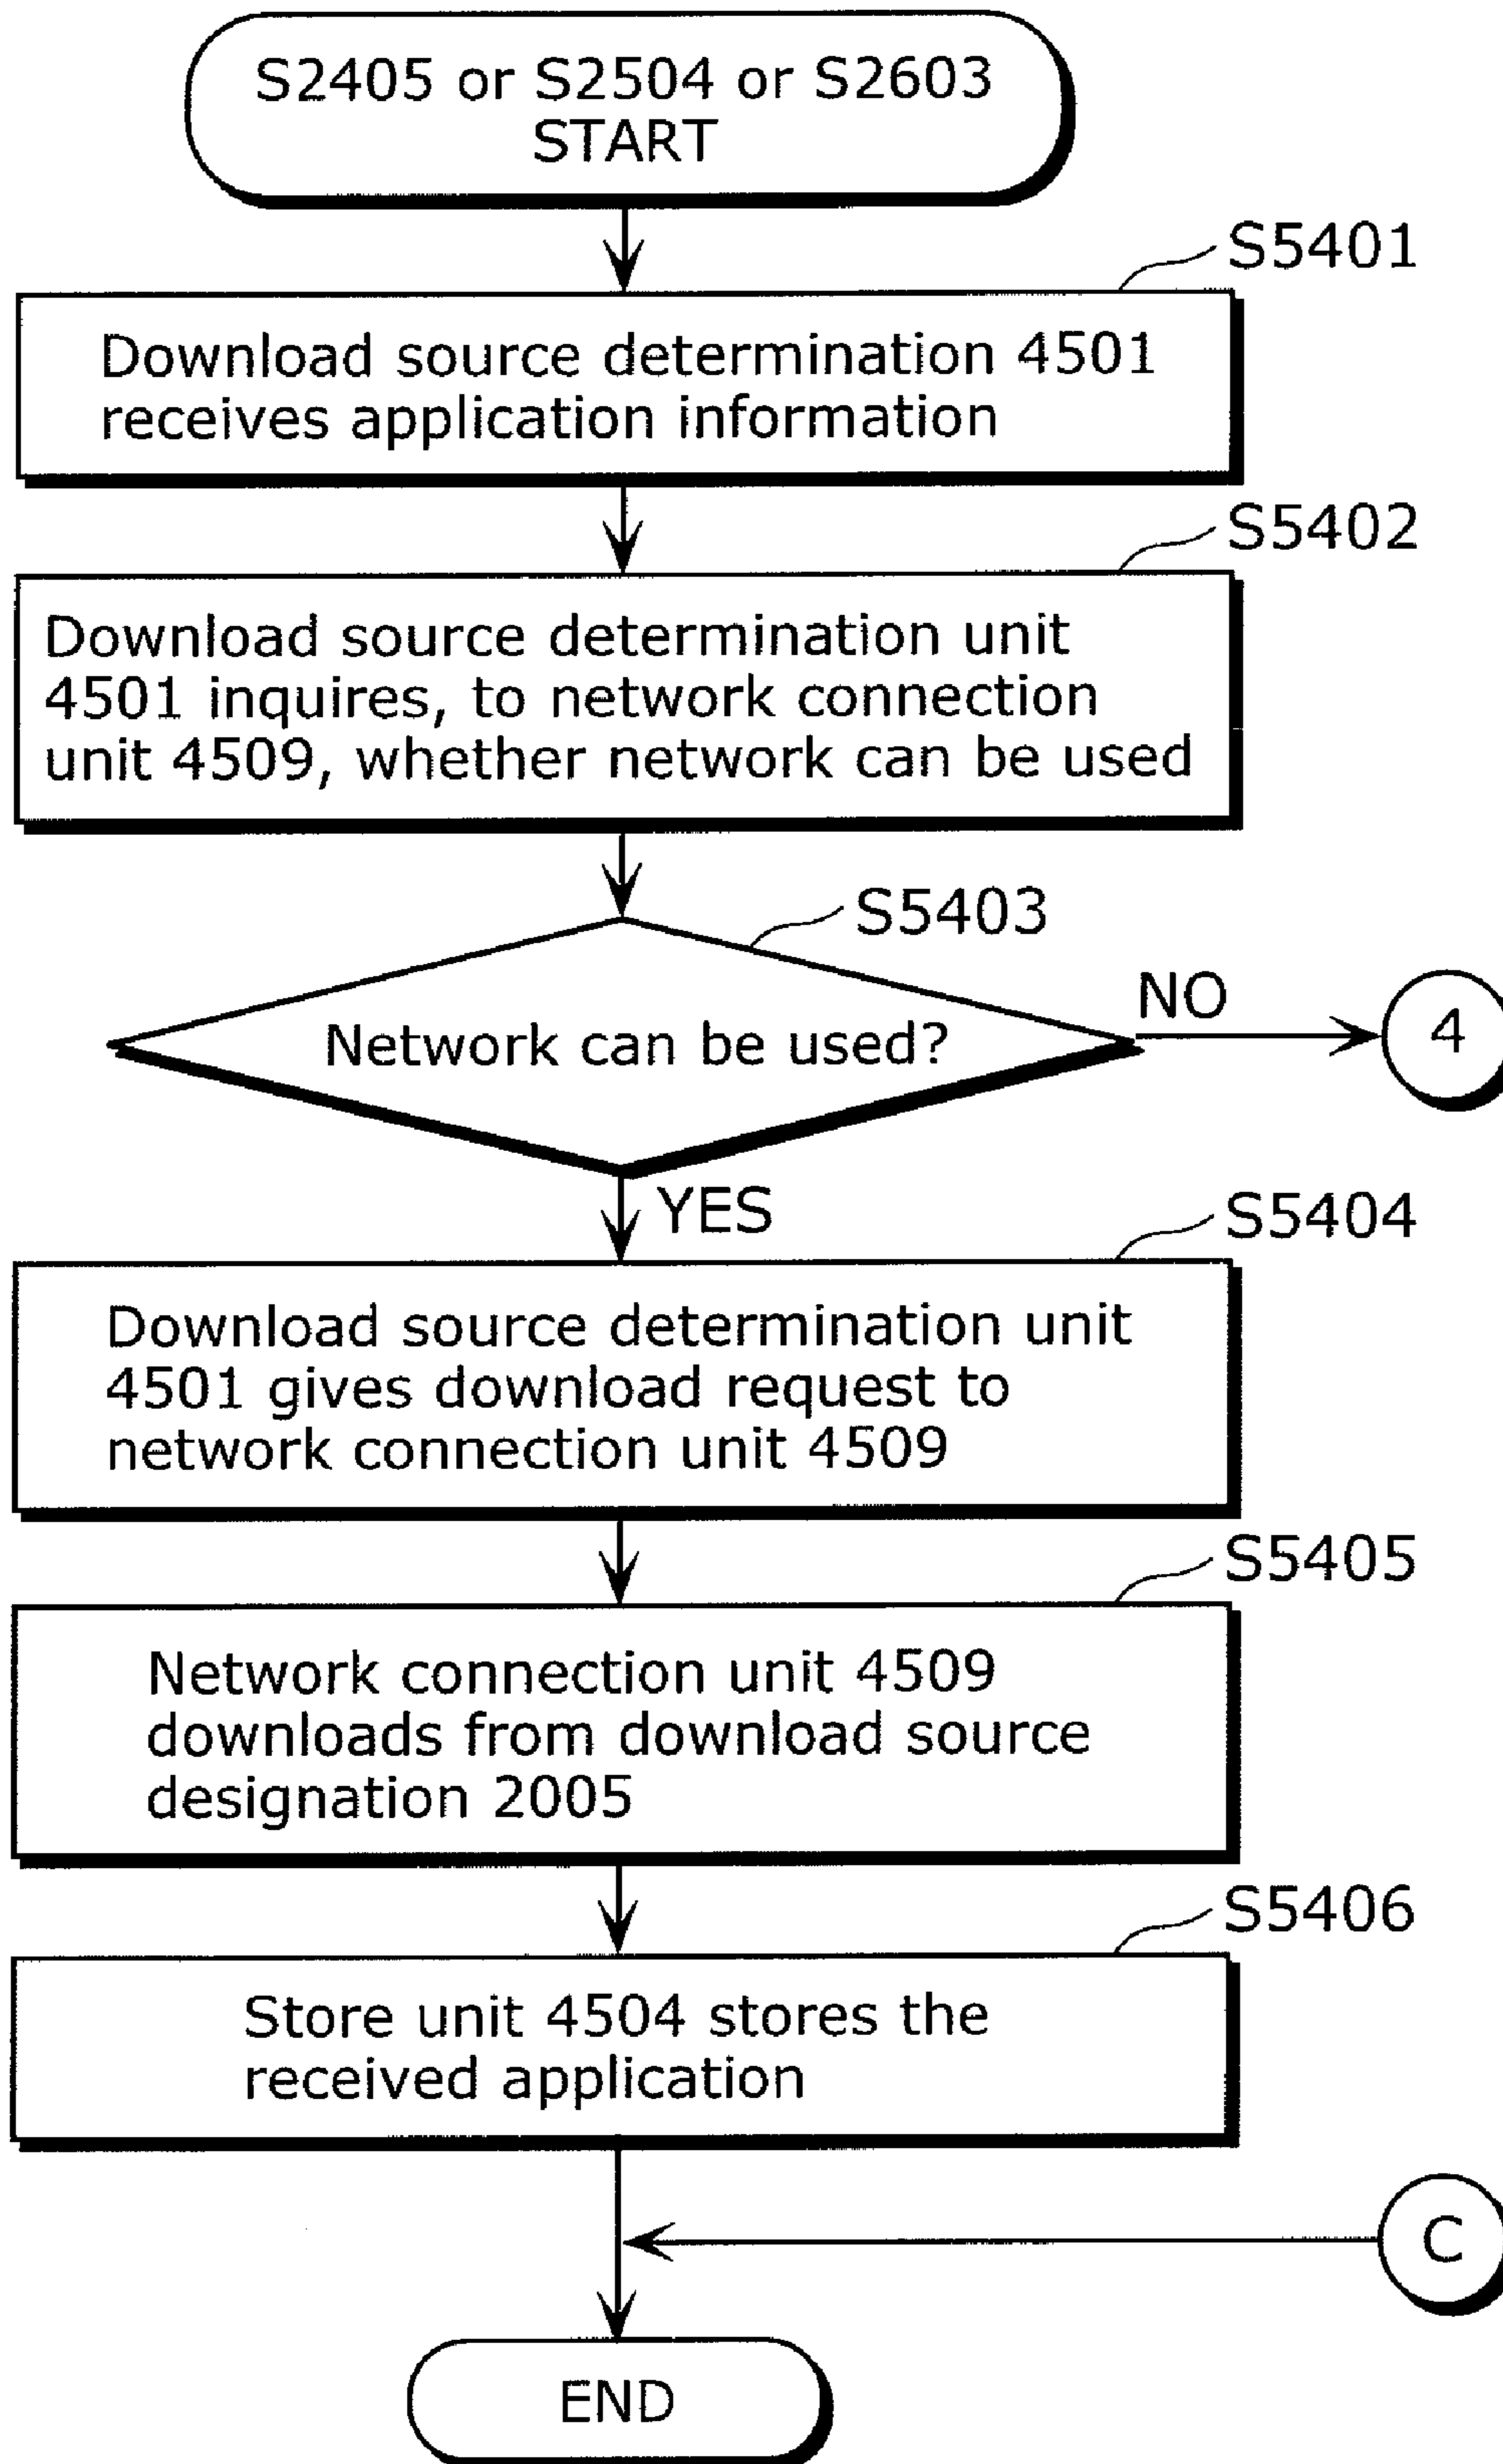 S2405 or S2504 or S2603
START
S5401
Download source determination 4501
receives application information
S5402
Download source determination unit
4501 inquires, to network connection
unit 4509, whether network can be used
S5403
Network can be used?
NO
4
YES
S5404
Download source determination unit
4501 gives download request to
network connection unit 4509
S5405
Network connection unit 4509
downloads from download source
designation 2005
S5406
Store unit 4504 stores the
received application
C
END